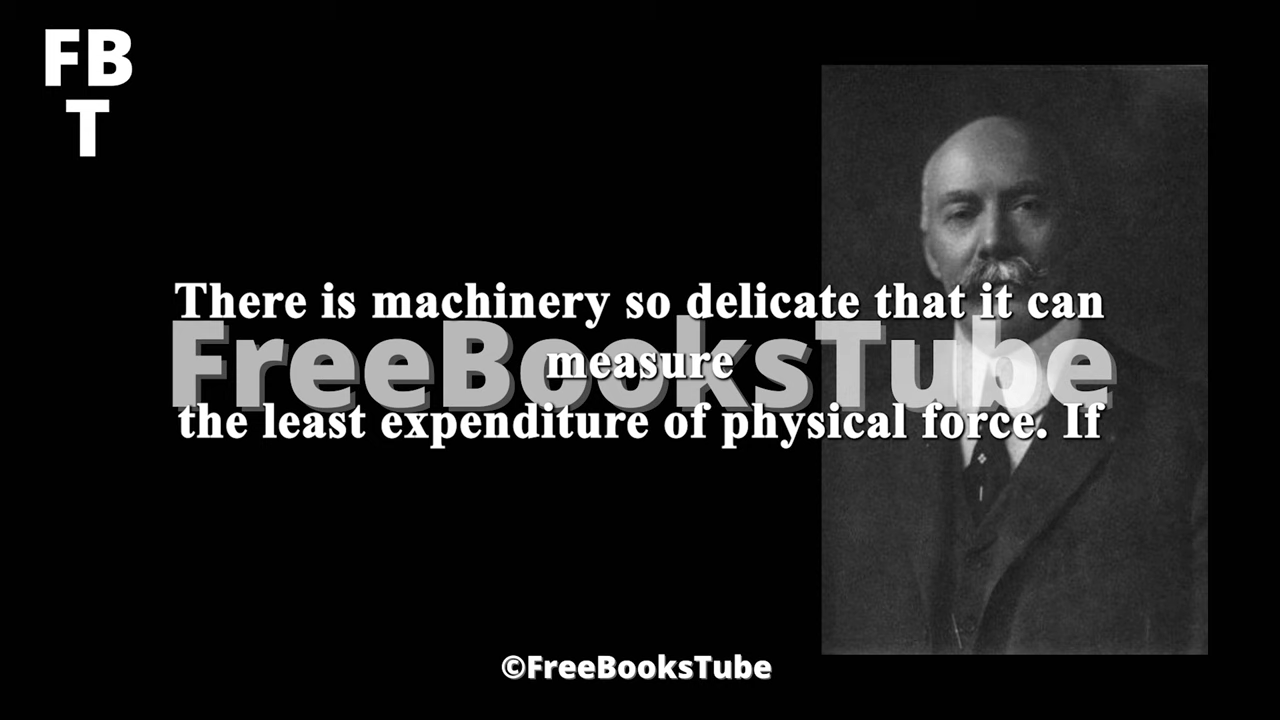 FB
T
There is machinery so delicate that it can
FreeBooksTube
measure
the least expenditure of physical force. If
©FreeBooksTube